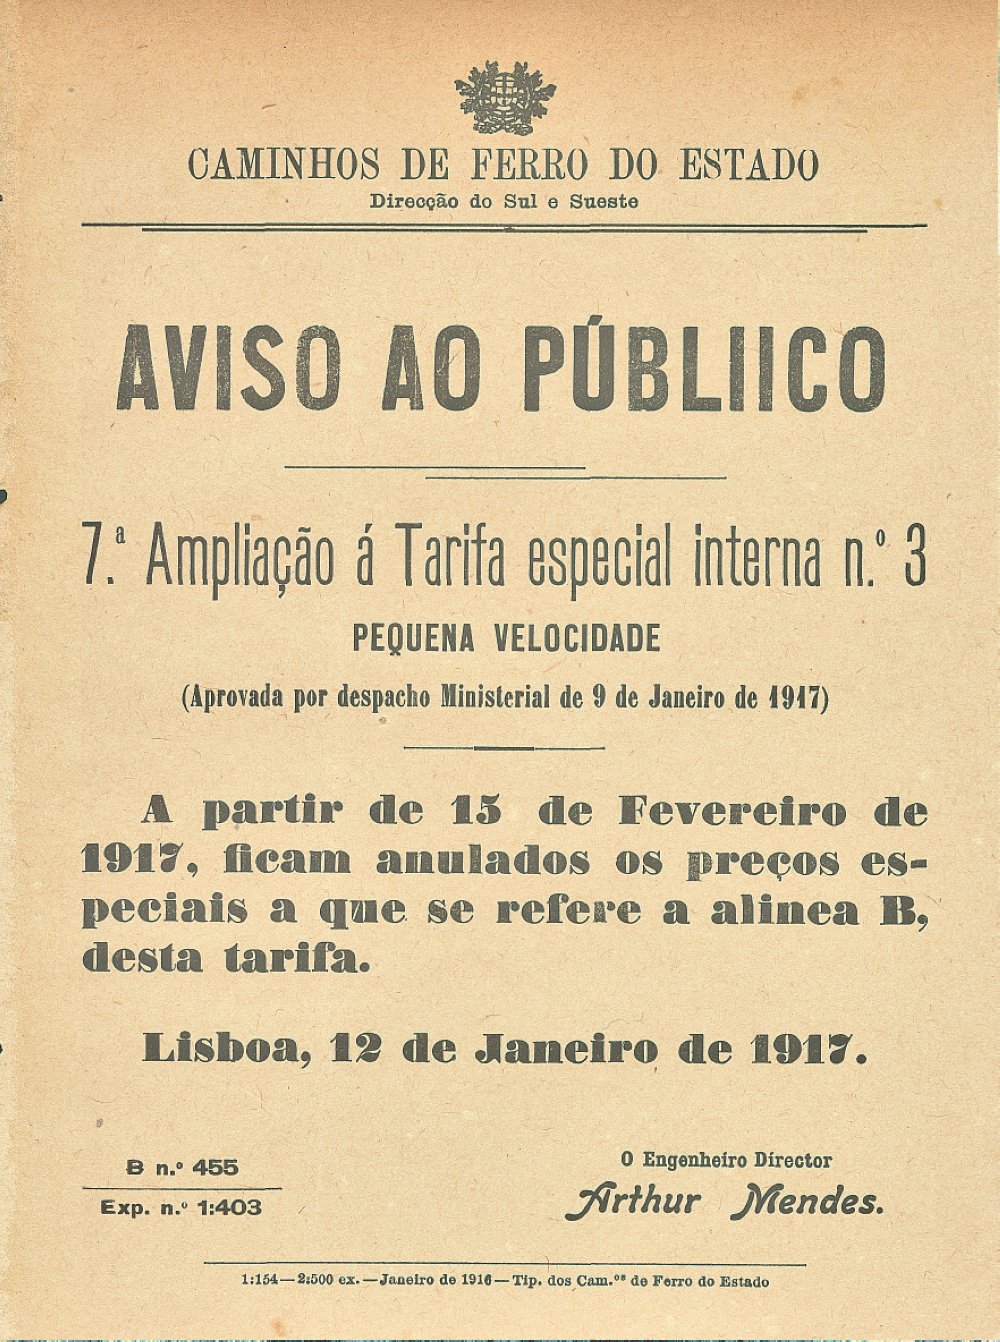 CAMINHOS DE FERRO DO ESTADO
Direcção do Sul e Sueste
AVISO AO PÚBLIICO
7.ª Ampliação á Tarifa especial interna n.º 3
PEQUENA VELOCIDADE
(Aprovada por despacho Ministerial de 9 de Janeiro de 1917)
A partir de 15 de Fevereiro de
1917, ficam anulados os preços es-
peciais a que se refere a alinea B,
desta tarifa.
Lisboa, 12 de Janeiro de 1917.
B n.º 455
Exp. n.º 1:403
O Engenheiro Director
Arthur Mendes.
1:154—2:500 ex.—Janeiro de 1916—Tip. dos Cam.ºˢ de Ferro do Estado